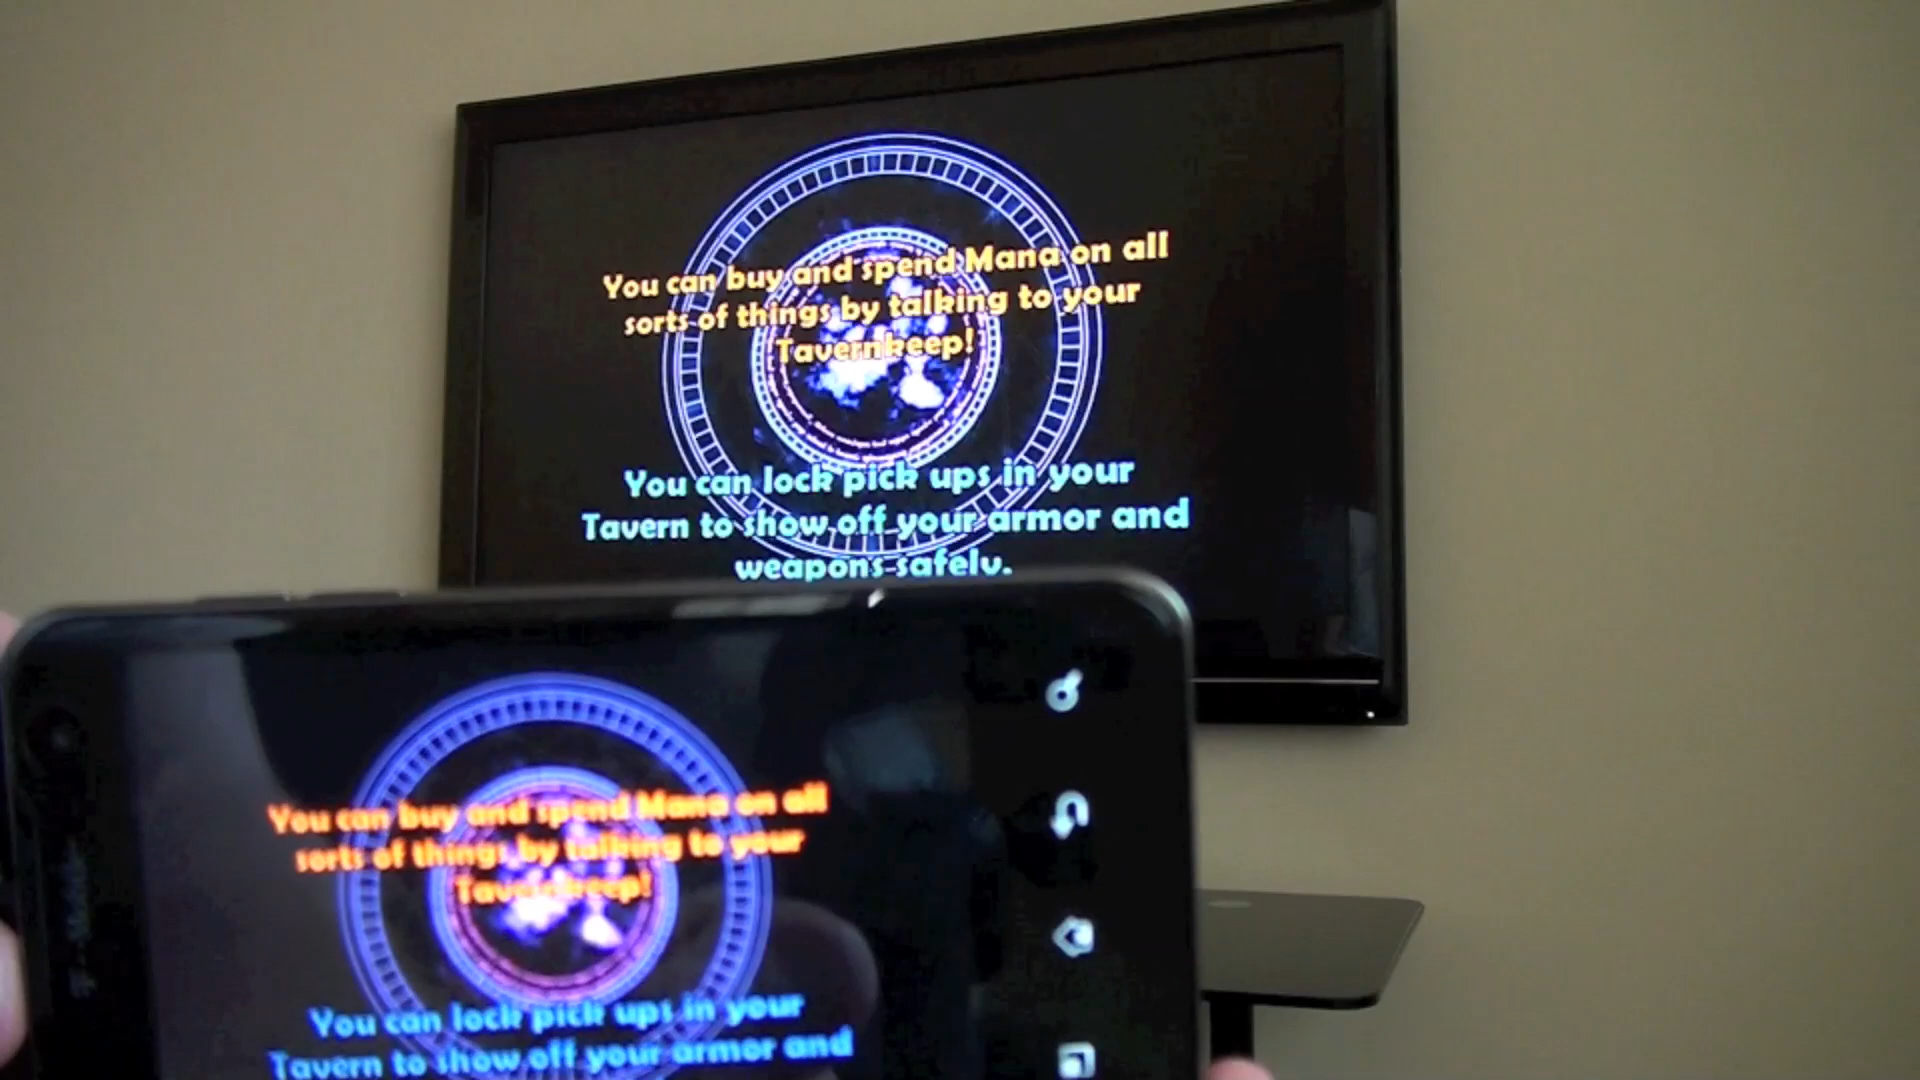 You can buy and spend Mana on all
sorts of things by talking to your
Tavernkeep!
You can lock pick ups in your
Tavern to show off your armor and
weapons safely.
You can buy and spend Mana on all
sorts of things by talking to your
Tavernkeep!
You can lock pick ups in your
Tavern to show off your armor and